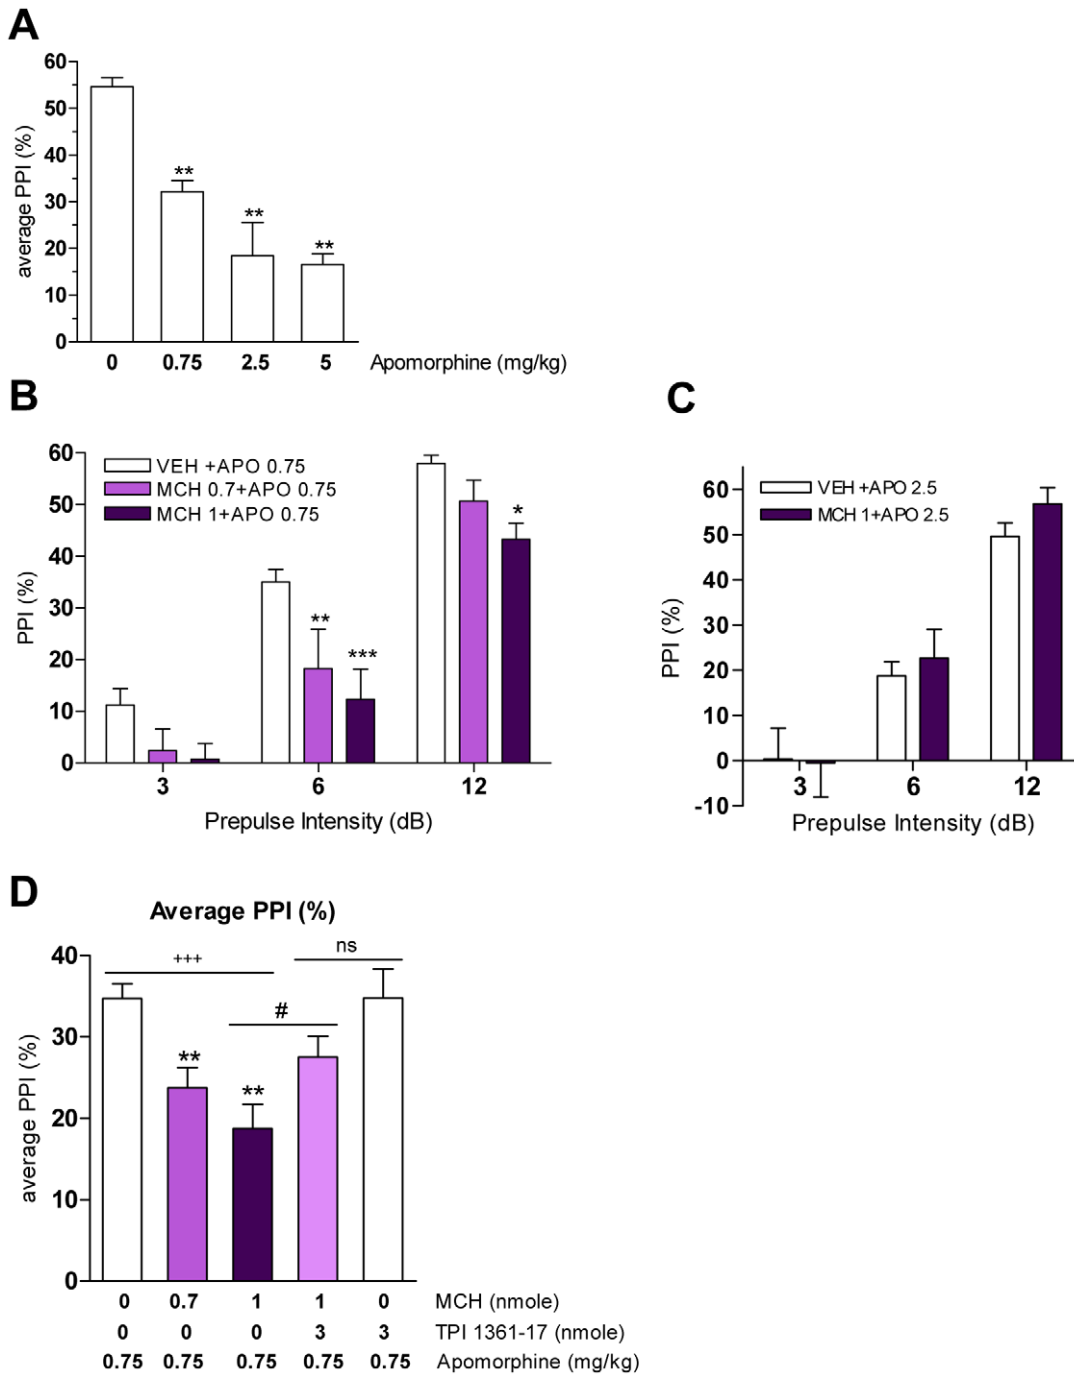 A
average PPI (%)
60
50
40
30
20
10
0
**
**
**
0 0.75 2.5 5 Apomorphine (mg/kg)
B
PPI (%)
60
50
40
30
20
10
0
VEH +APO 0.75
MCH 0.7+APO 0.75
MCH 1+APO 0.75
**
***
*
3 6 12
Prepulse Intensity (dB)
C
PPI (%)
60
50
40
30
20
10
0
-10
VEH +APO 2.5
MCH 1+APO 2.5
3 6 12
Prepulse Intensity (dB)
D
Average PPI (%)
average PPI (%)
40
30
20
10
0
+++
ns
#
**
**
0 0.7 1 1 0 MCH (nmole)
0 0 0 3 3 TPI 1361-17 (nmole)
0.75 0.75 0.75 0.75 0.75 Apomorphine (mg/kg)